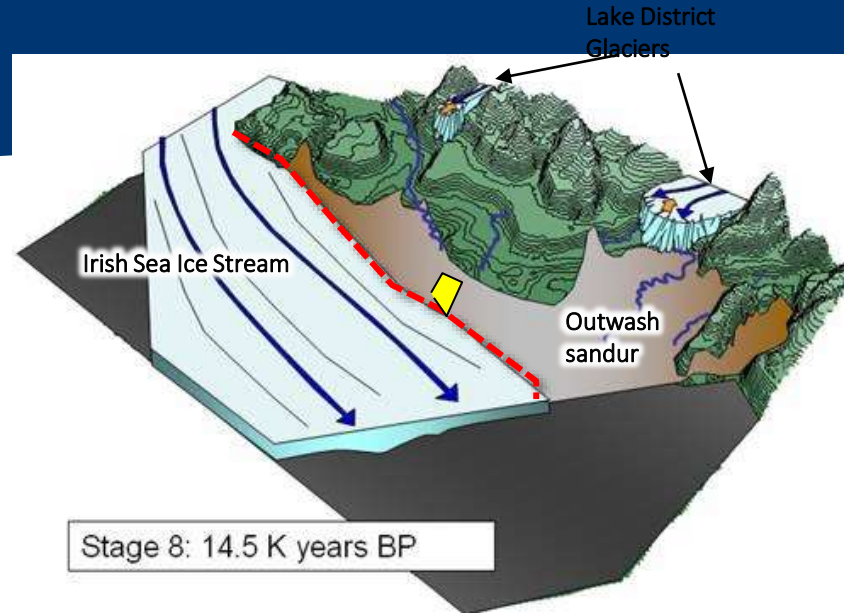 Lake District
Glaciers
Irish Sea Ice Stream
Outwash
sandur
Stage 8: 14.5 K years BP